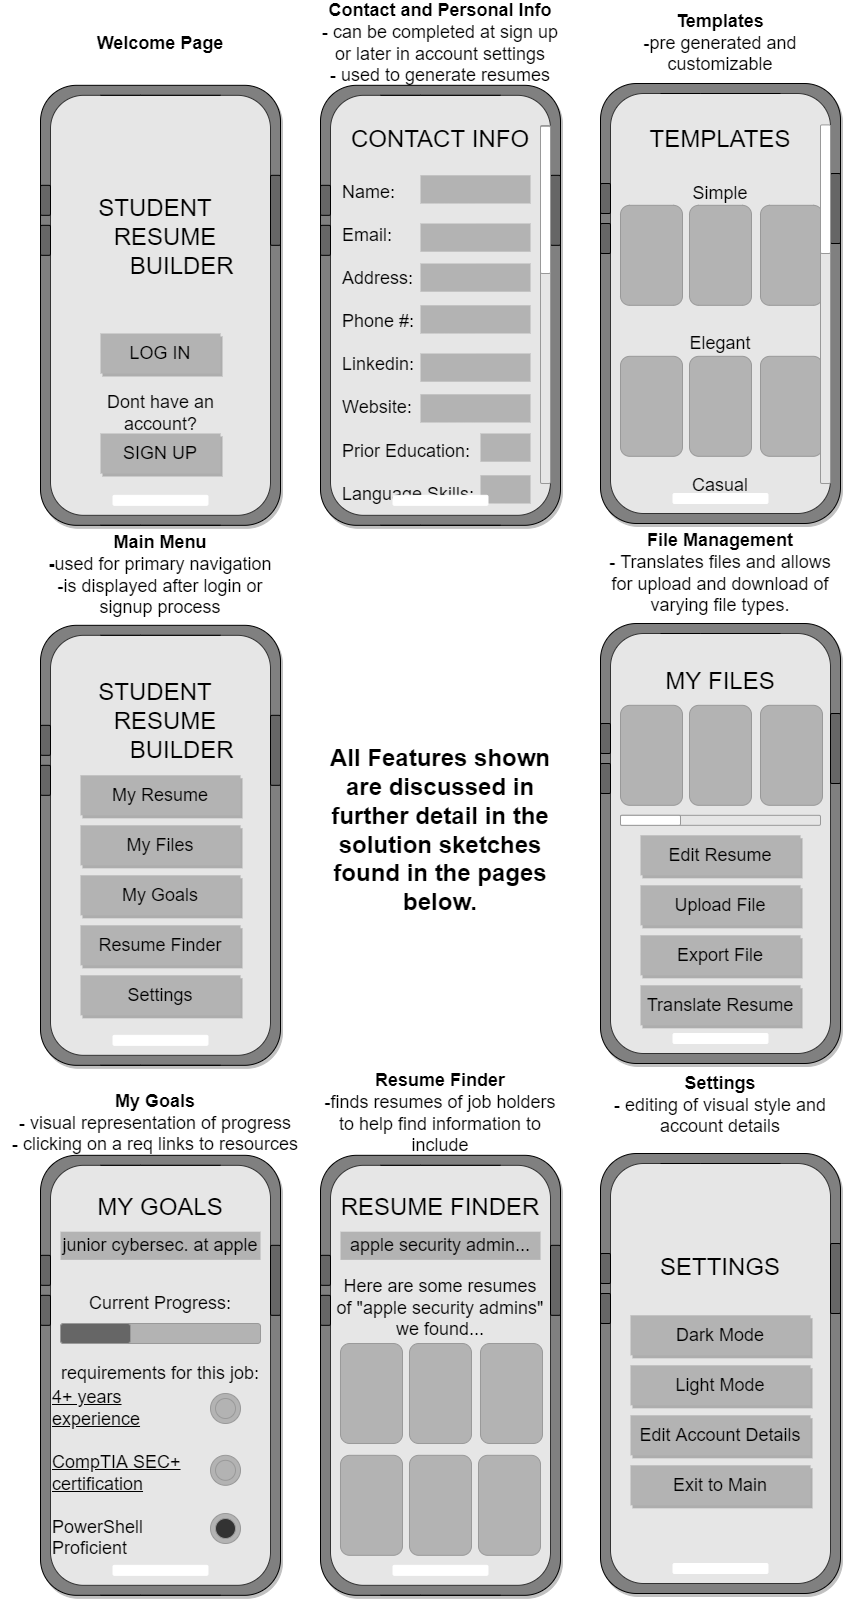 Welcome Page
STUDENT
RESUME
BUILDER
LOG IN
Dont have an
account?
SIGN UP
Contact and Personal Info
- can be completed at sign up
or later in account settings
- used to generate resumes
CONTACT INFO
Name:
Email:
Address:
Phone #:
Linkedin:
Website:
Prior Education:
Language Skills:
Templates
-pre generated and
customizable
TEMPLATES
Simple
Elegant
Casual
Main Menu
-used for primary navigation
-is displayed after login or
signup process
STUDENT
RESUME
BUILDER
My Resume
My Files
My Goals
Resume Finder
Settings
All Features shown
are discussed in
further detail in the
solution sketches
found in the pages
below.
File Management
- Translates files and allows
for upload and download of
varying file types.
MY FILES
Edit Resume
Upload File
Export File
Translate Resume
My Goals
- visual representation of progress
- clicking on a req links to resources
MY GOALS
junior cybersec. at apple
Current Progress:
requirements for this job:
4+ years
experience
CompTIA SEC+
certification
PowerShell
Proficient
Resume Finder
-finds resumes of job holders
to help find information to
include
RESUME FINDER
apple security admin...
Here are some resumes
of "apple security admins"
we found...
Settings
- editing of visual style and
account details
SETTINGS
Dark Mode
Light Mode
Edit Account Details
Exit to Main